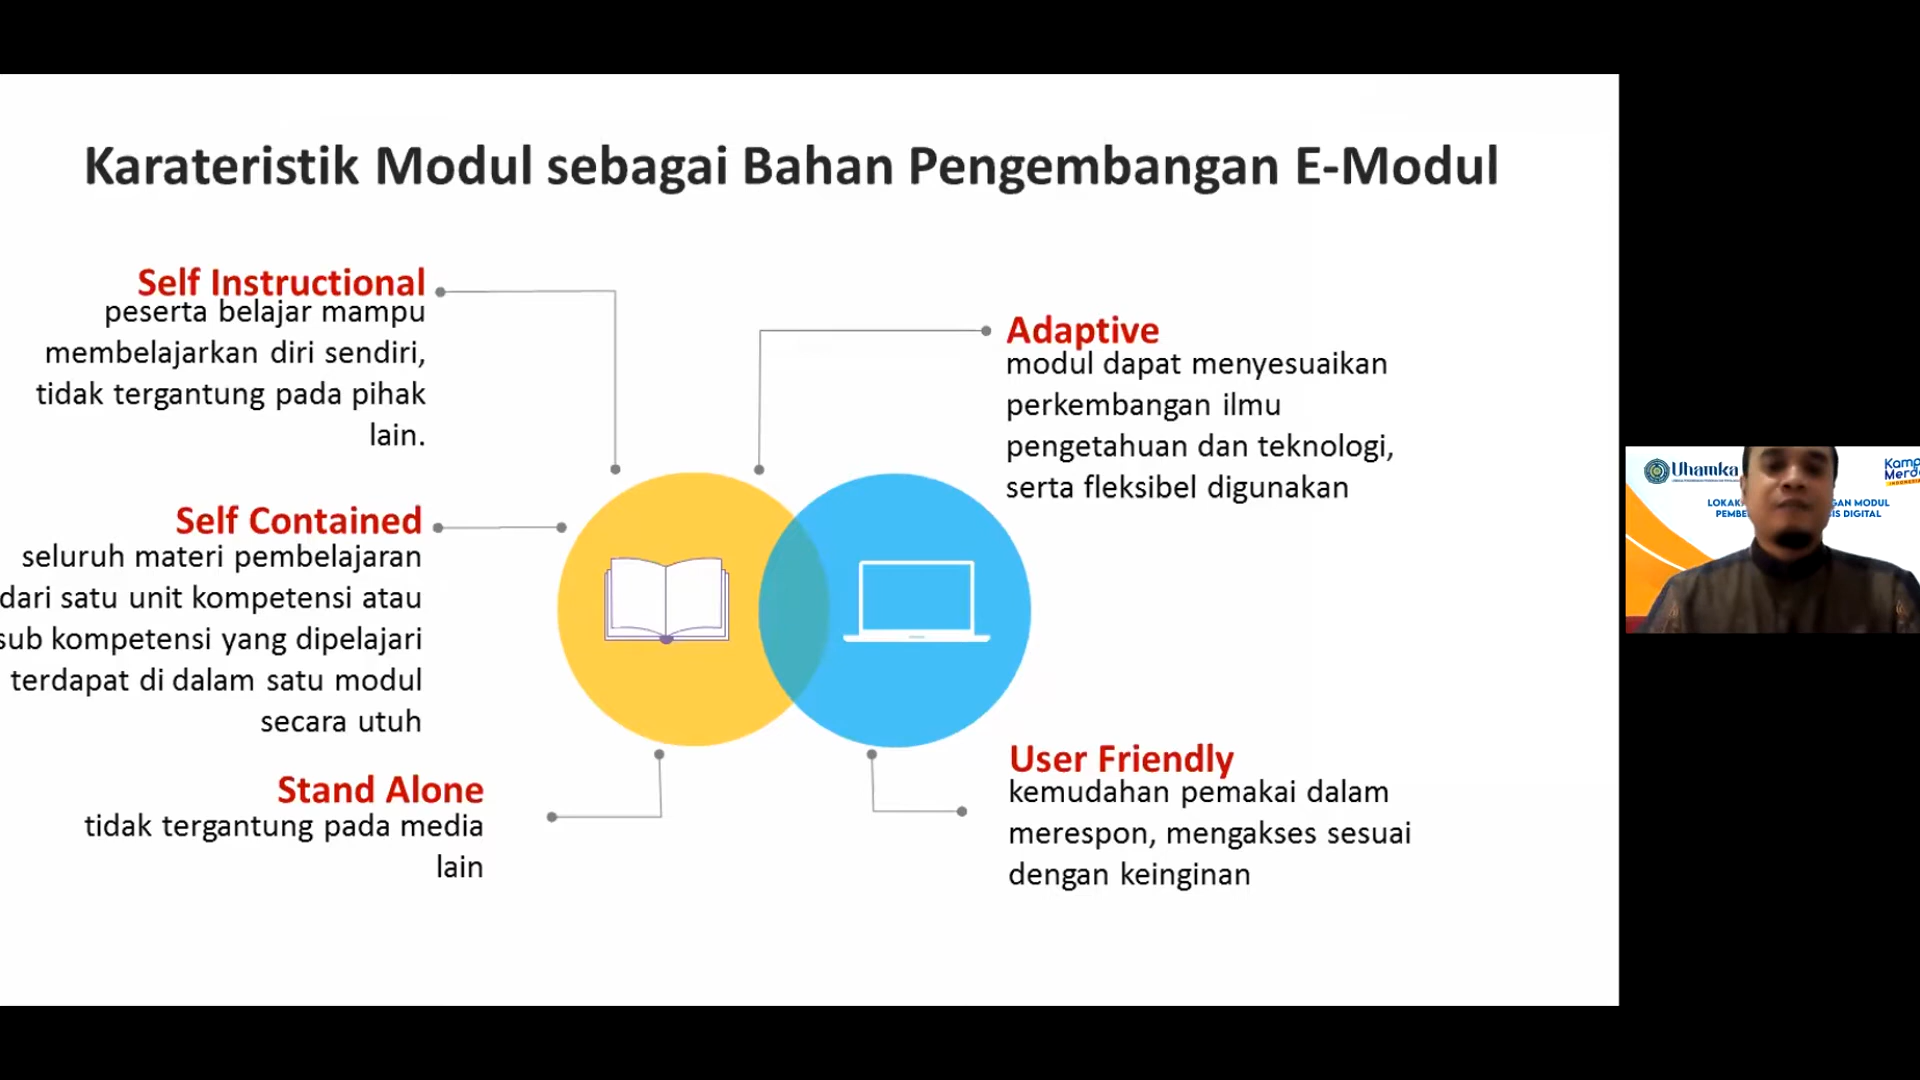 Karateristik Modul sebagai Bahan Pengembangan E-Modul
Self Instructional
peserta belajar mampu
membelajarkan diri sendiri,
tidak tergantung pada pihak
lain.
Self Contained
seluruh materi pembelajaran
dari satu unit kompetensi atau
sub kompetensi yang dipelajari
terdapat di dalam satu modul
secara utuh
Stand Alone
tidak tergantung pada media
lain
Adaptive
modul dapat menyesuaikan
perkembangan ilmu
pengetahuan dan teknologi,
serta fleksibel digunakan
User Friendly
kemudahan pemakai dalam
merespon, mengakses sesuai
dengan keinginan
Uhamka
INDONESIA
MODUL
DIGITAL